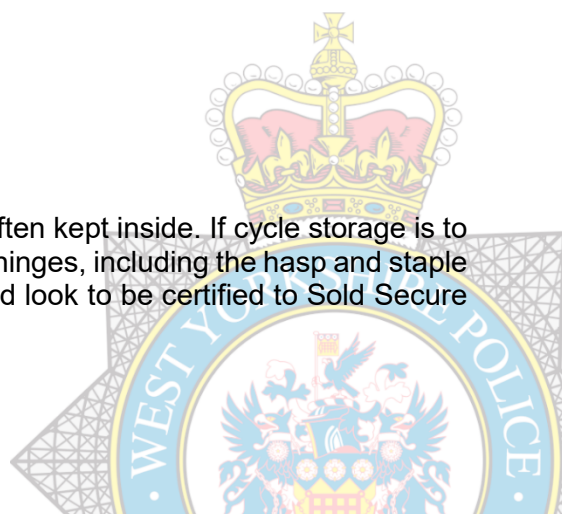 ften kept inside. If cycle storage is to
hinges, including the hasp and staple
d look to be certified to Sold Secure
WEST YORKSHIRE POLICE